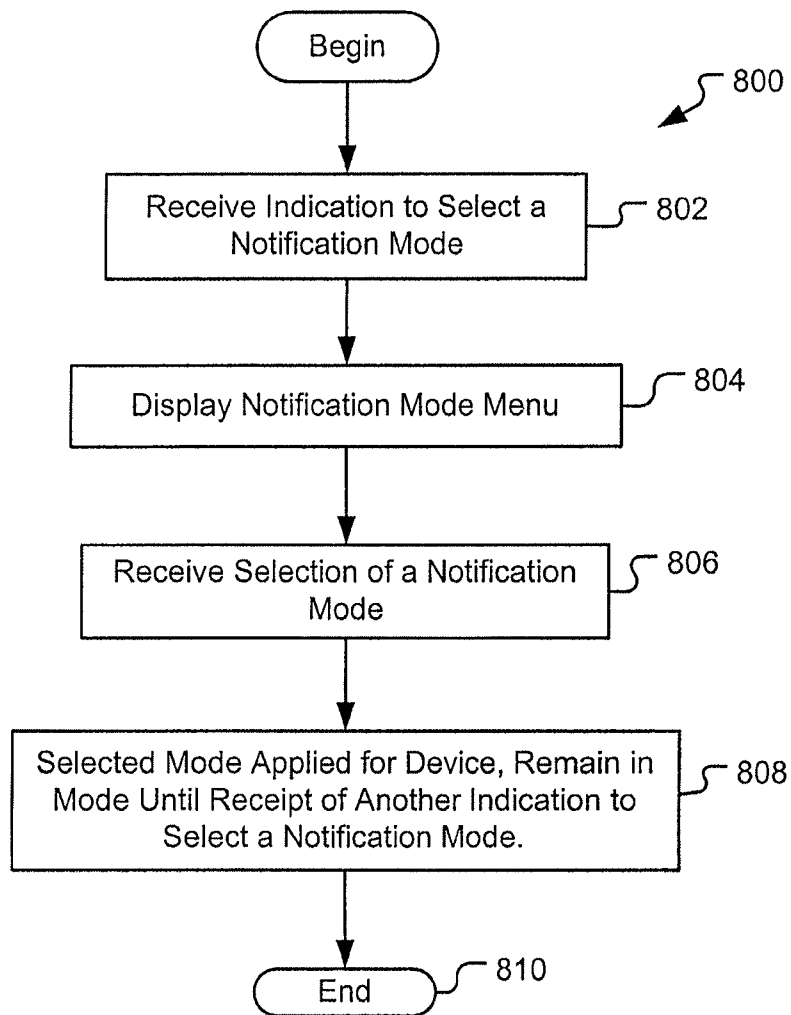 Begin
800
Receive Indication to Select a
Notification Mode
802
Display Notification Mode Menu
804
Receive Selection of a Notification
Mode
806
Selected Mode Applied for Device, Remain in
Mode Until Receipt of Another Indication to
Select a Notification Mode.
808
End
810